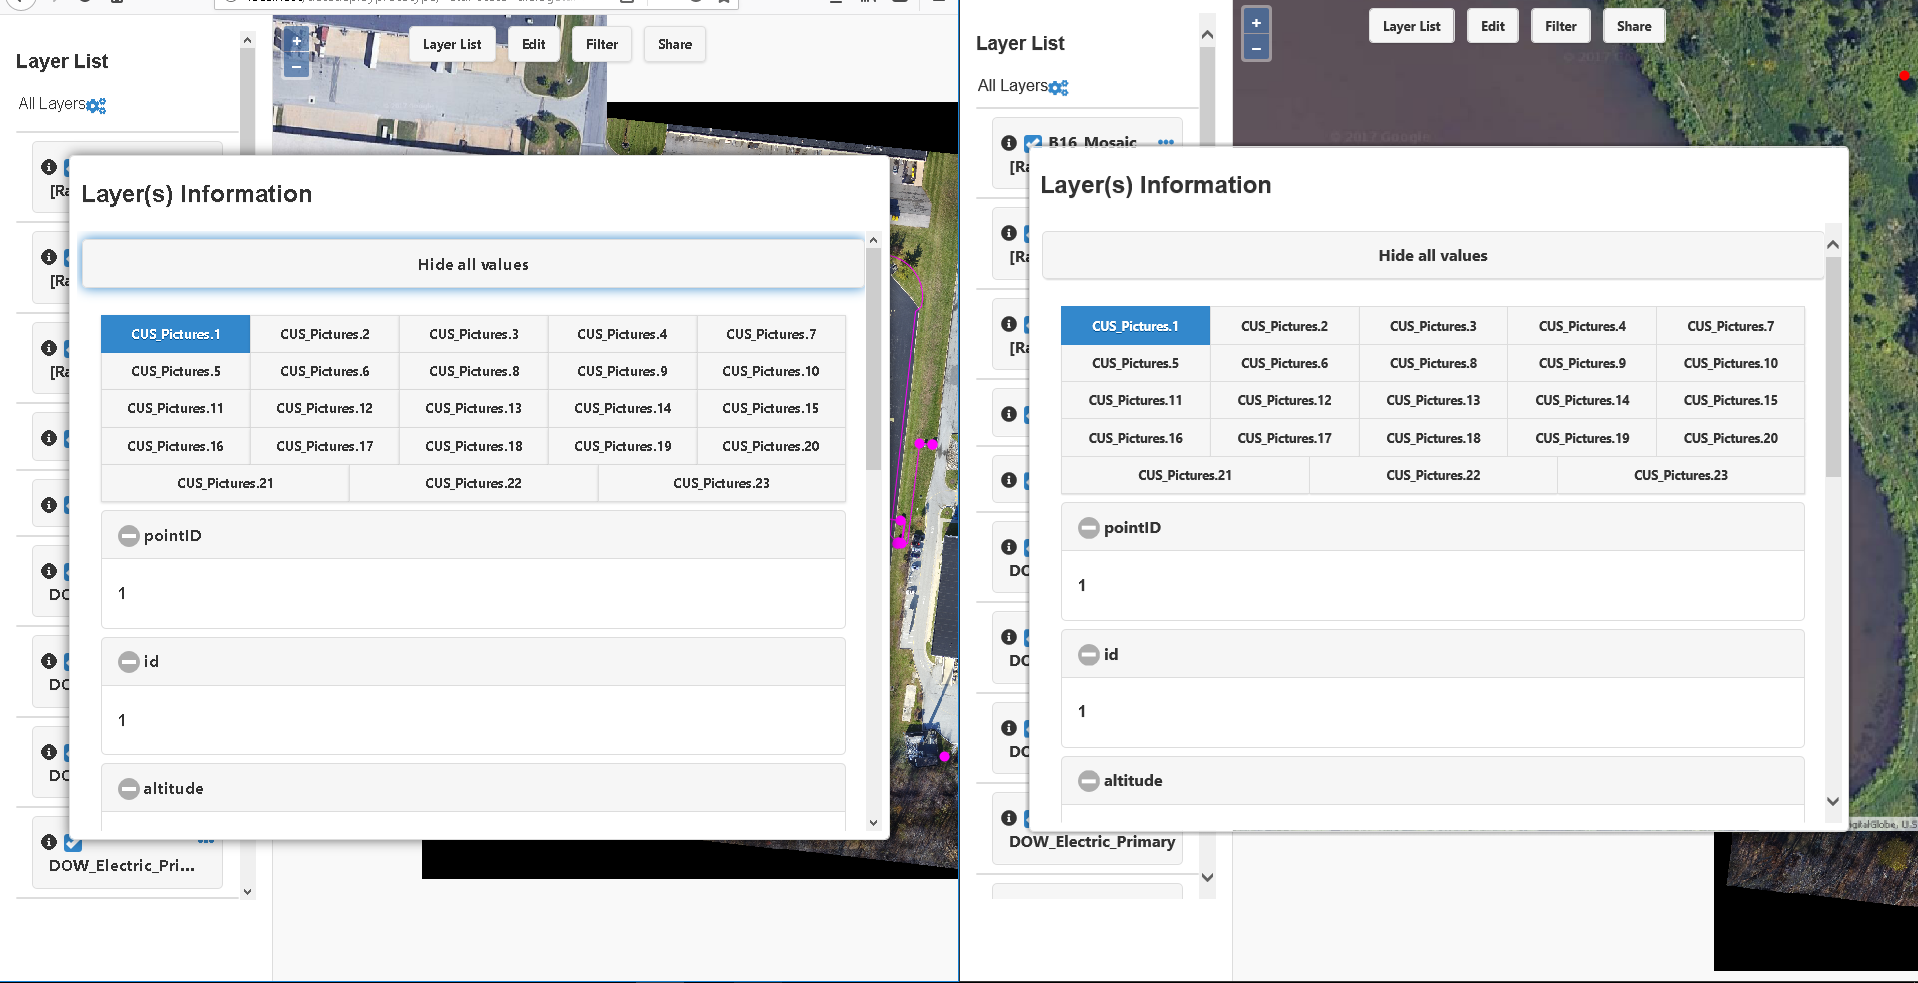 Layer List
All Layers
[Ra
[Ra
[Ra
DO
DO
DO
DOW_Electric_Pri...
+
−
Layer List
Edit
Filter
Share
Layer(s) Information
Hide all values
CUS_Pictures.1 CUS_Pictures.2 CUS_Pictures.3 CUS_Pictures.4 CUS_Pictures.7
CUS_Pictures.5 CUS_Pictures.6 CUS_Pictures.8 CUS_Pictures.9 CUS_Pictures.10
CUS_Pictures.11 CUS_Pictures.12 CUS_Pictures.13 CUS_Pictures.14 CUS_Pictures.15
CUS_Pictures.16 CUS_Pictures.17 CUS_Pictures.18 CUS_Pictures.19 CUS_Pictures.20
CUS_Pictures.21 CUS_Pictures.22 CUS_Pictures.23
pointID
1
id
1
altitude
Layer List
All Layers
B16_Mosaic
[Ra
[Ra
[Ra
DO
DO
DO
DOW_Electric_Primary
+
−
Layer List
Edit
Filter
Share
© 2017 Google
Layer(s) Information
Hide all values
CUS_Pictures.1 CUS_Pictures.2 CUS_Pictures.3 CUS_Pictures.4 CUS_Pictures.7
CUS_Pictures.5 CUS_Pictures.6 CUS_Pictures.8 CUS_Pictures.9 CUS_Pictures.10
CUS_Pictures.11 CUS_Pictures.12 CUS_Pictures.13 CUS_Pictures.14 CUS_Pictures.15
CUS_Pictures.16 CUS_Pictures.17 CUS_Pictures.18 CUS_Pictures.19 CUS_Pictures.20
CUS_Pictures.21 CUS_Pictures.22 CUS_Pictures.23
pointID
1
id
1
altitude